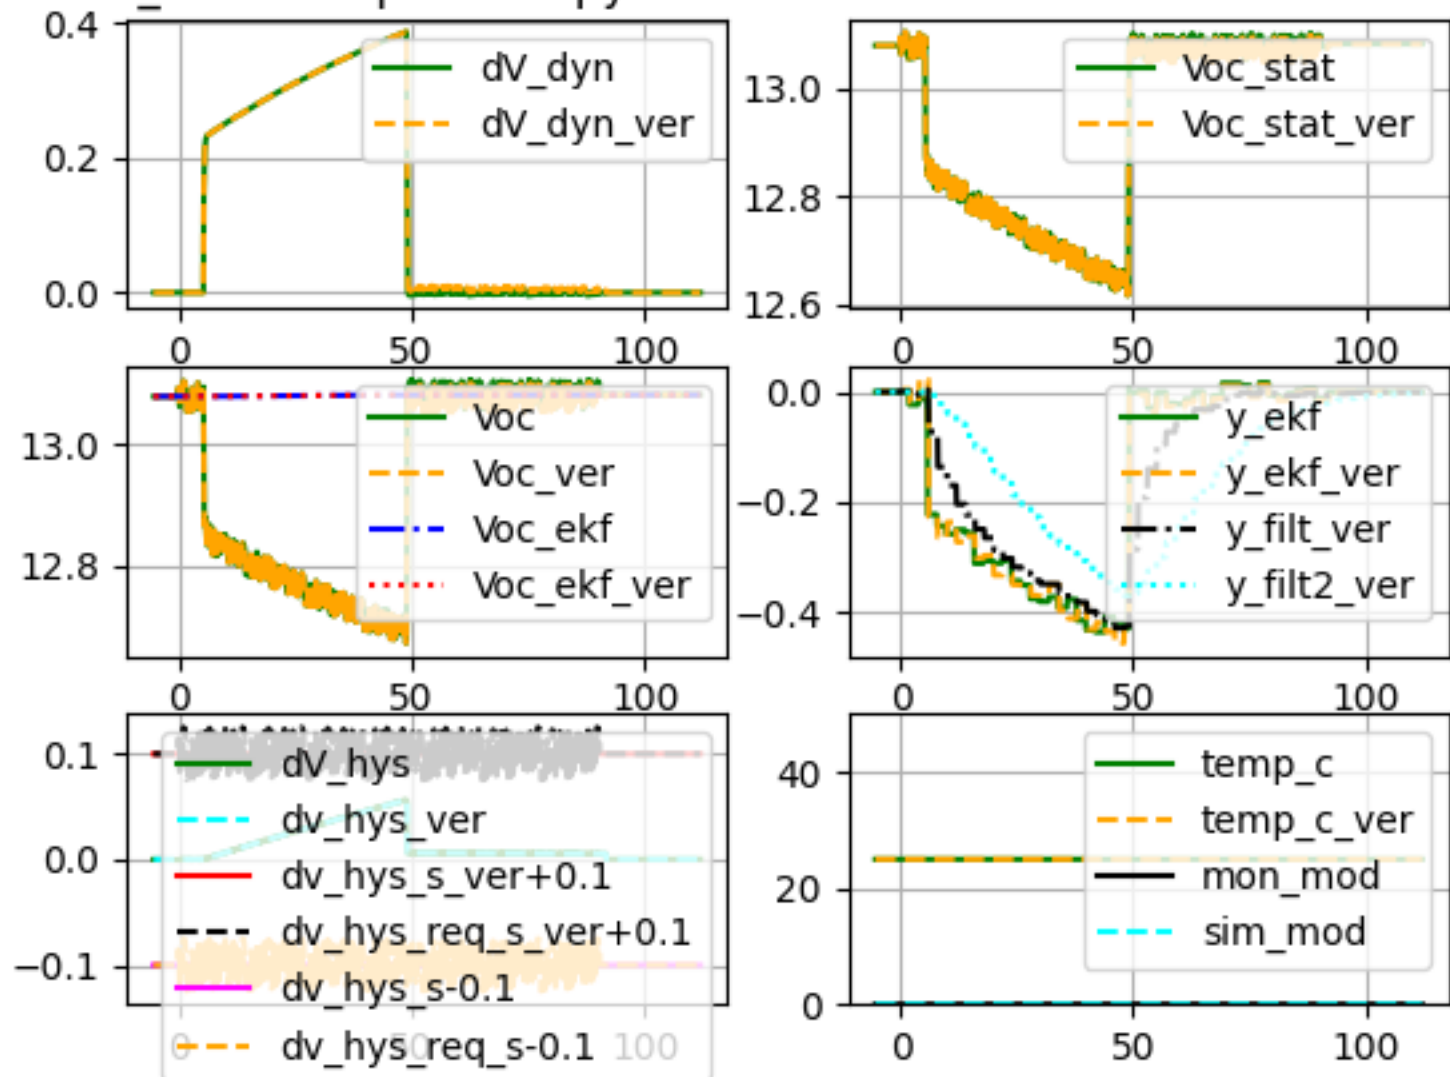 0.4
0.2
0.0
0
50
100
dV_dyn
dV_dyn_ver
13.0
12.8
12.6
0
50
100
Voc_stat
Voc_stat_ver
13.0
12.8
0
50
100
Voc
Voc_ver
Voc_ekf
Voc_ekf_ver
0.0
−0.2
−0.4
0
50
100
y_ekf
y_ekf_ver
y_filt_ver
y_filt2_ver
0.1
0.0
−0.1
0
50
100
dV_hys
dv_hys_ver
dv_hys_s_ver+0.1
dv_hys_req_s_ver+0.1
dv_hys_s-0.1
dv_hys_req_s-0.1
40
20
0
0
50
100
temp_c
temp_c_ver
mon_mod
sim_mod